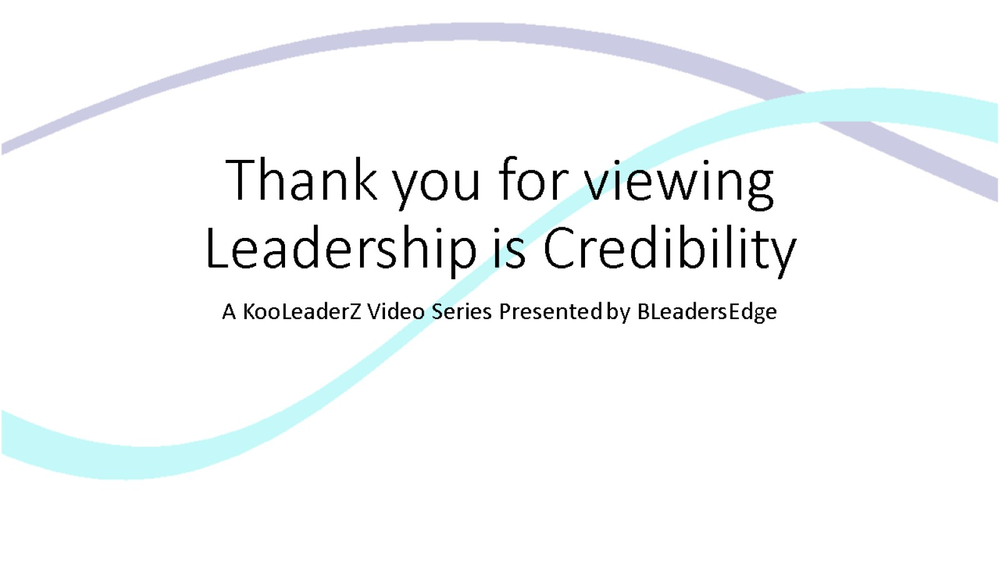 Thank you for viewing
Leadership is Credibility
A KooLeaderZ Video Series Presented by BLeadersEdge